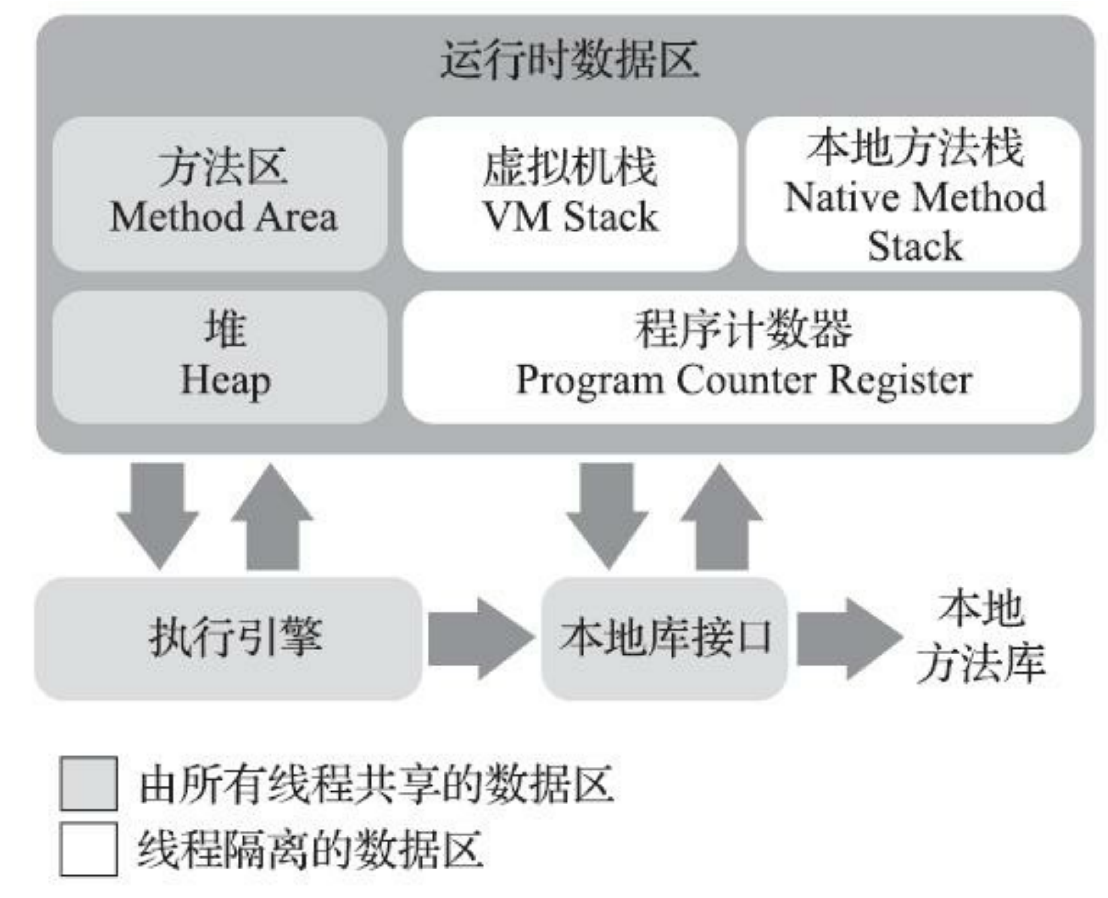 运行时数据区
方法区
Method Area
虚拟机栈
VM Stack
本地方法栈
Native Method
Stack
堆
Heap
程序计数器
Program Counter Register
执行引擎
本地库接口
本地
方法库
由所有线程共享的数据区
线程隔离的数据区